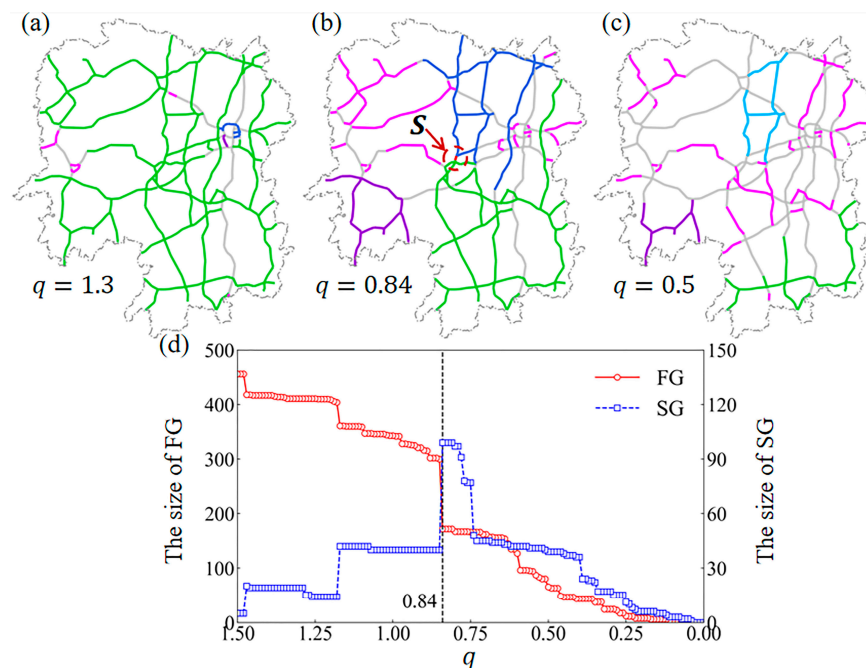 (a)
(b)
(c)
S
q = 1.3
q = 0.84
q = 0.5
(d)
500
400
300
200
100
0
The size of FG
150
120
90
60
30
0
The size of SG
FG
SG
0.84
1.50
1.25
1.00
0.75
0.50
0.25
0.00
q